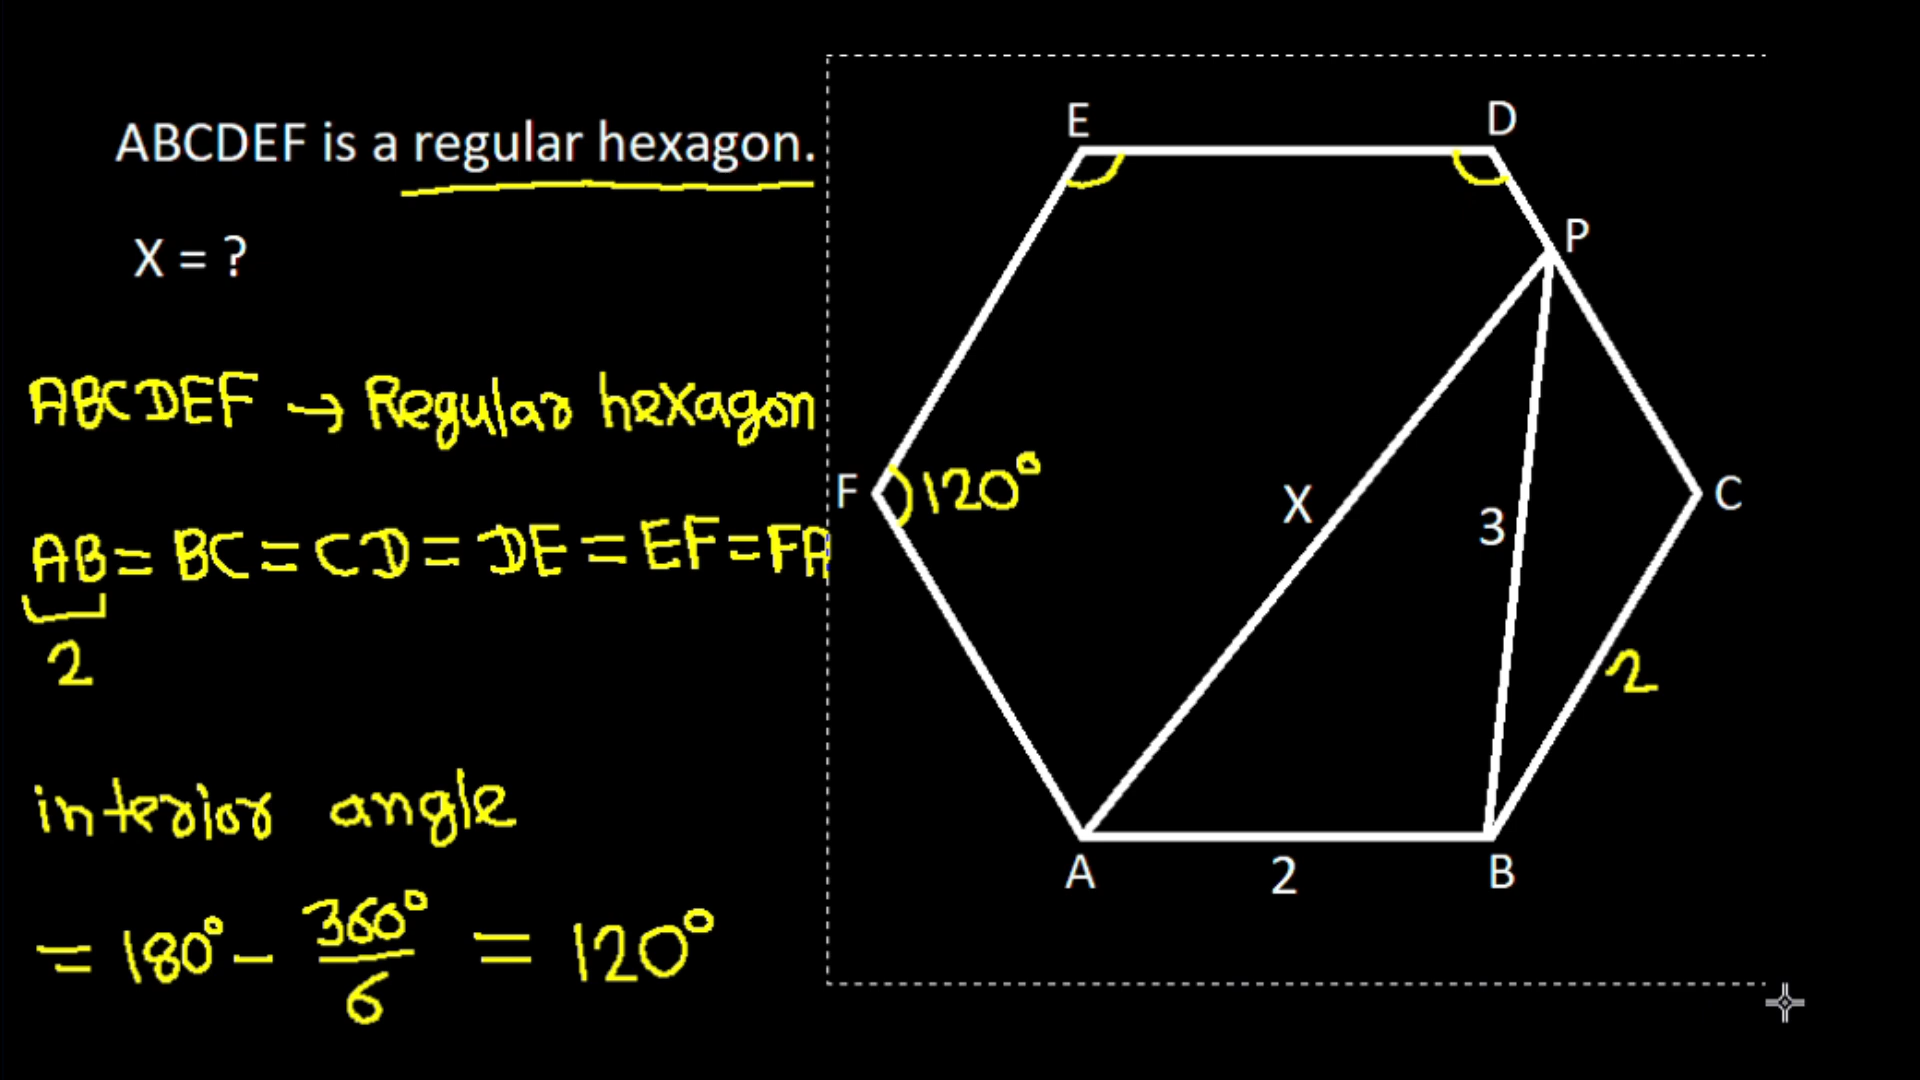 ABCDEF is a regular hexagon.
X = ?
ABCDEF → Regular hexagon
AB = BC = CD = DE = EF = FA
2
interior angle
= 180° - 360°/6 = 120°
E
D
P
F
120°
X
3
C
2
A
2
B